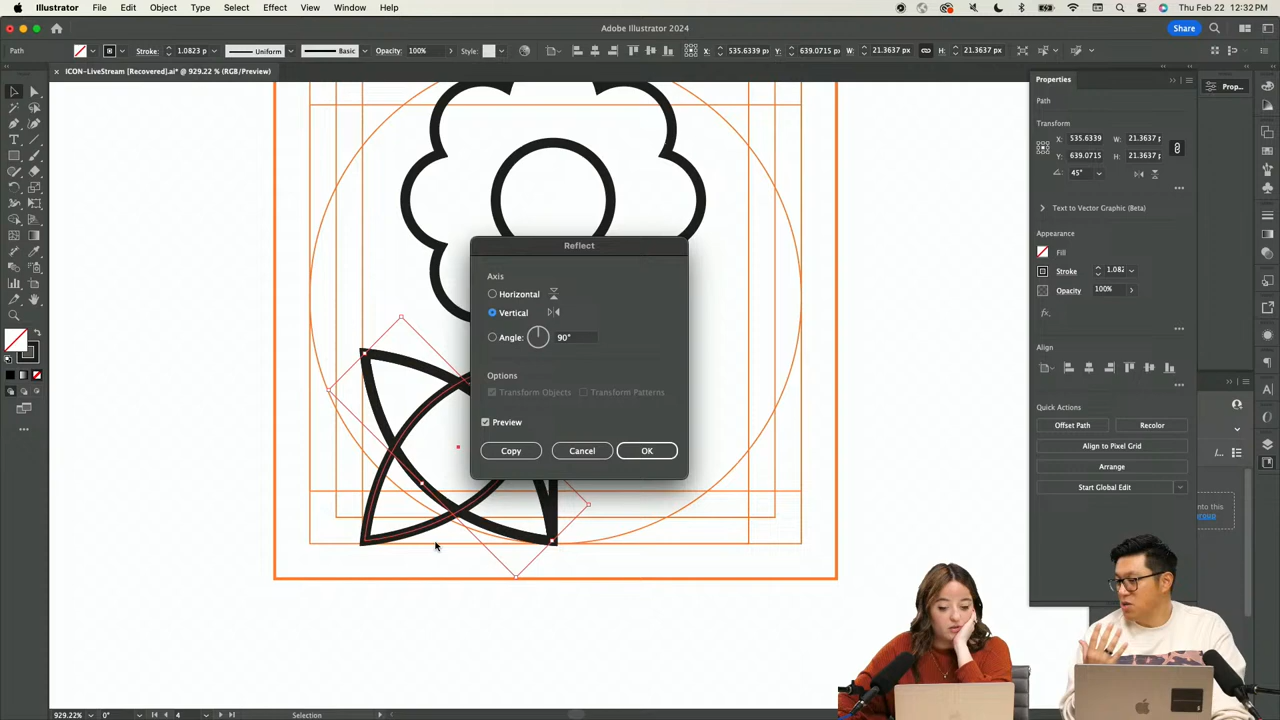 Illustrator File Edit Object Type Select Effect View Window Help Thu Feb 22 12:32 PM
Adobe Illustrator 2024
Share
Path Stroke: 1.0823 p Uniform Basic Opacity: 100% Style: X: 535.6339 Y: 639.0715 W: 21.3637 px H: 21.3637 px
× ICON-LiveStream [Recovered].ai* @ 929.22 % (RGB/Preview)
Properties
Prop...
Path
Transform
X: 535.6339 W: 21.3637 p
Y: 639.0715 H: 21.3637 p
45°
Text to Vector Graphic (Beta)
Appearance
Fill
Stroke 1.082
Opacity 100%
fx.
Align
Quick Actions
Offset Path Recolor
Align to Pixel Grid
Arrange
Start Global Edit
nto this
group
Reflect
Axis
Horizontal
Vertical
Angle: 90°
Options
Transform Objects Transform Patterns
Preview
Copy Cancel OK
929.22% 0° 4 Selection